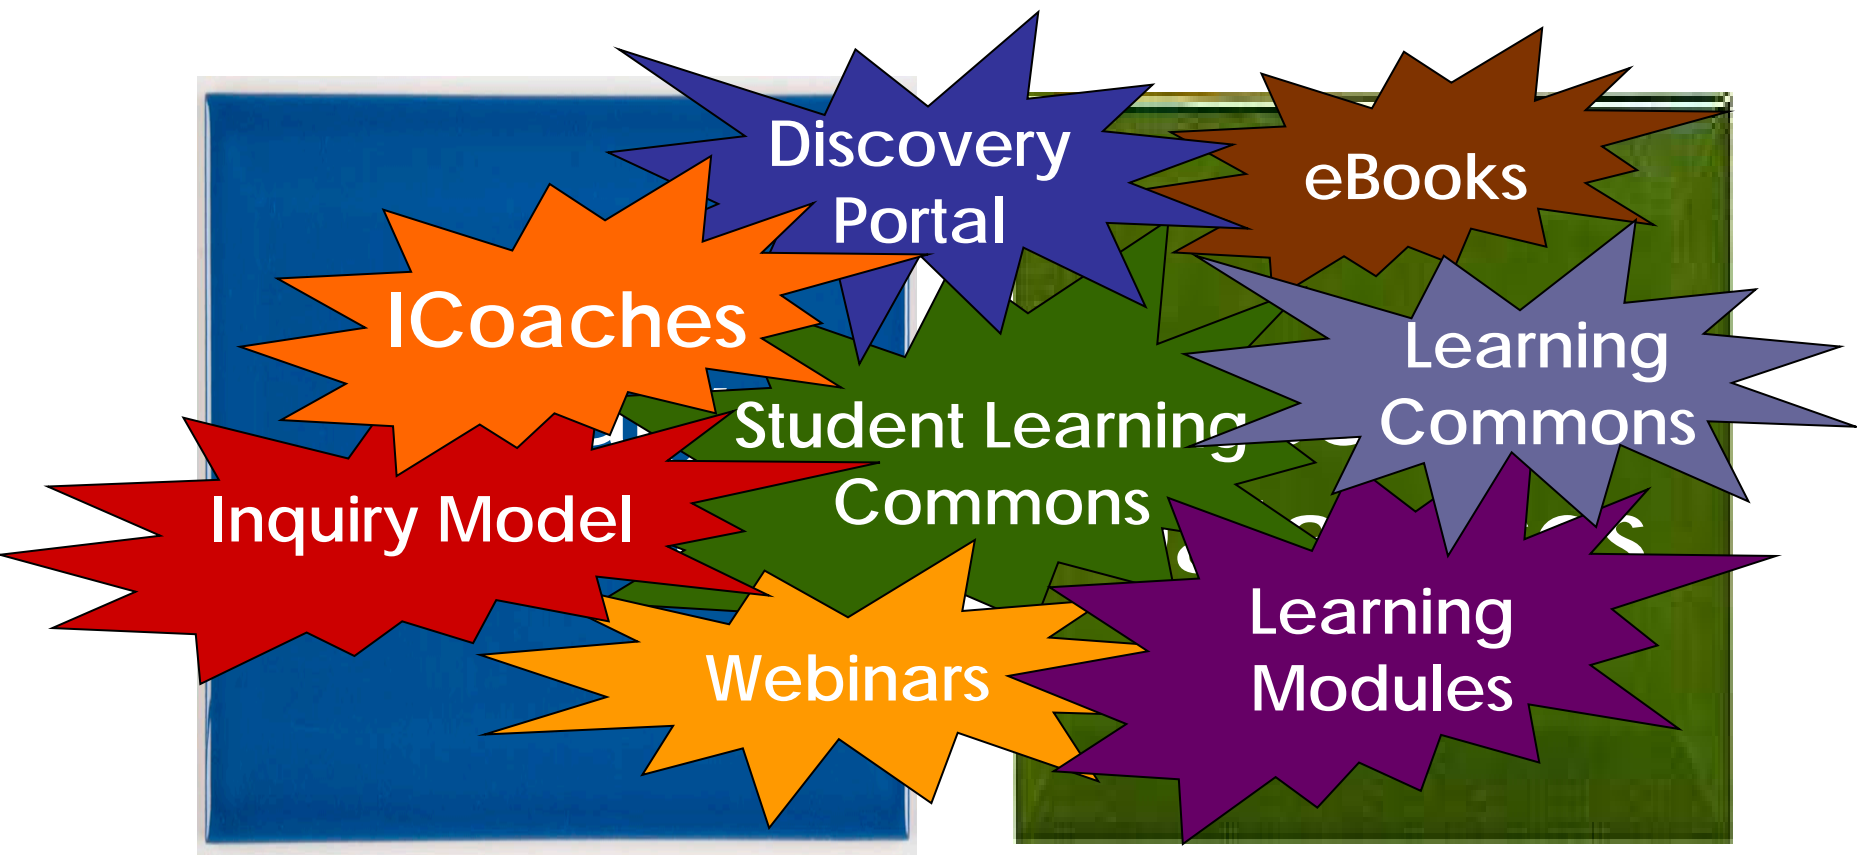 Discovery
Portal
eBooks
ICoaches
Learning
Commons
Student Learning
Commons
Inquiry Model
Webinars
Learning
Modules